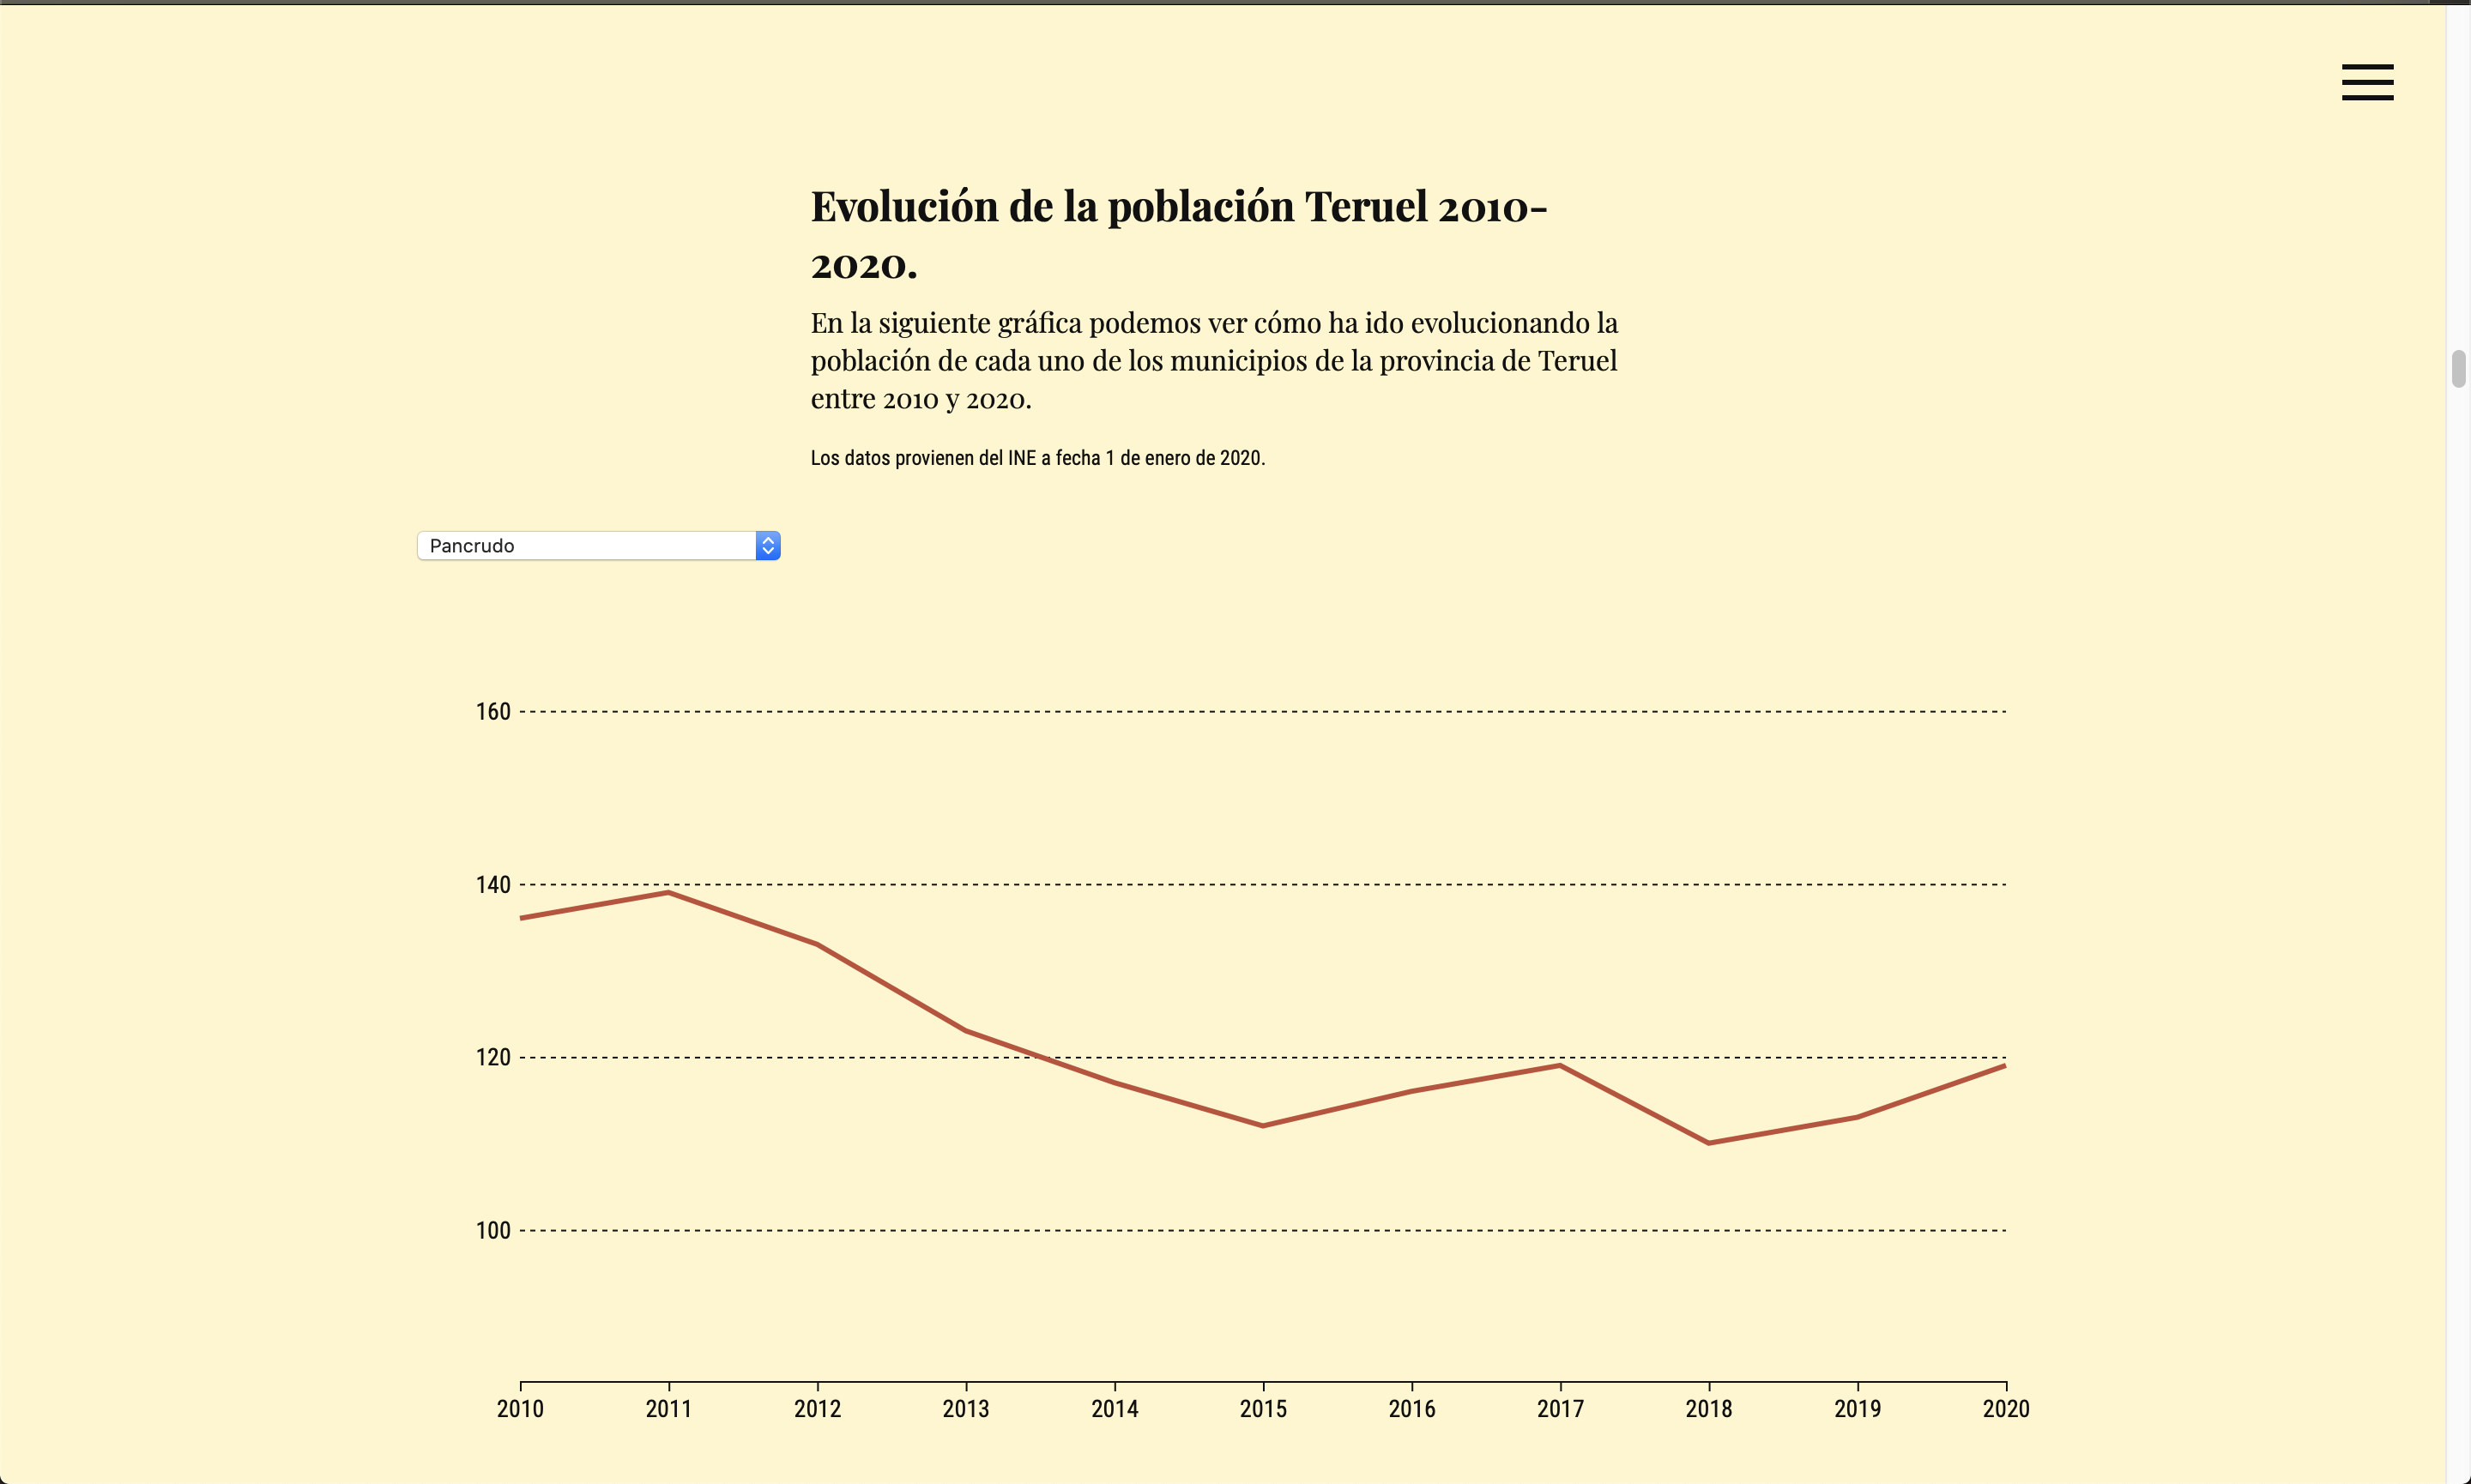 Evolución de la población Teruel 2010-
2020.
En la siguiente gráfica podemos ver cómo ha ido evolucionando la
población de cada uno de los municipios de la provincia de Teruel
entre 2010 y 2020.
Los datos provienen del INE a fecha 1 de enero de 2020.
Pancrudo
160
140
120
100
2010 2011 2012 2013 2014 2015 2016 2017 2018 2019 2020